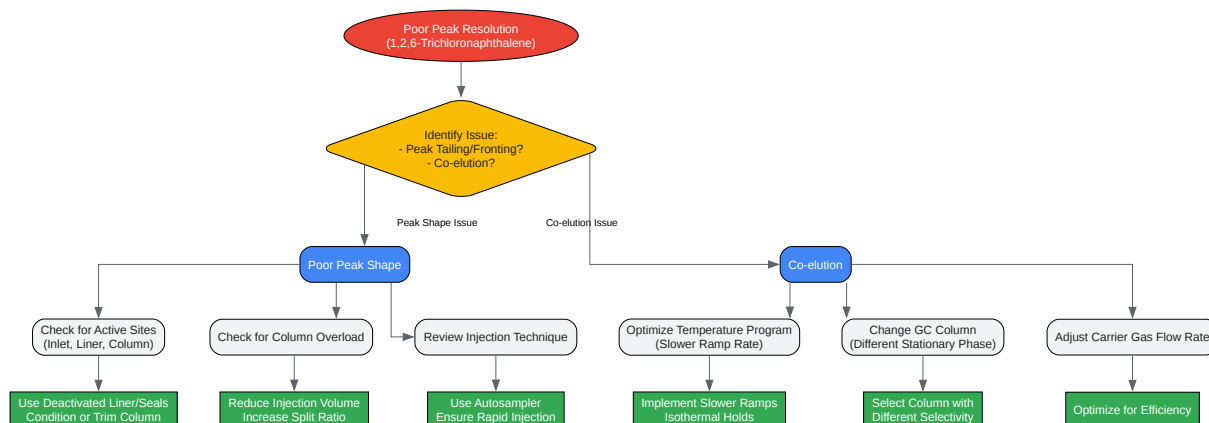 Poor Peak Resolution
(1,2,6-Trichloronaphthalene)
Identify Issue:
- Peak Tailing/Fronting?
- Co-elution?
Peak Shape Issue
Co-elution Issue
Poor Peak Shape
Co-elution
Check for Active Sites
(Inlet, Liner, Column)
Check for Column Overload
Review Injection Technique
Optimize Temperature Program
(Slower Ramp Rate)
Change GC Column
(Different Stationary Phase)
Adjust Carrier Gas Flow Rate
Use Deactivated Liner/Seals
Condition or Trim Column
Reduce Injection Volume
Increase Split Ratio
Use Autosampler
Ensure Rapid Injection
Implement Slower Ramps
Isothermal Holds
Select Column with
Different Selectivity
Optimize for Efficiency